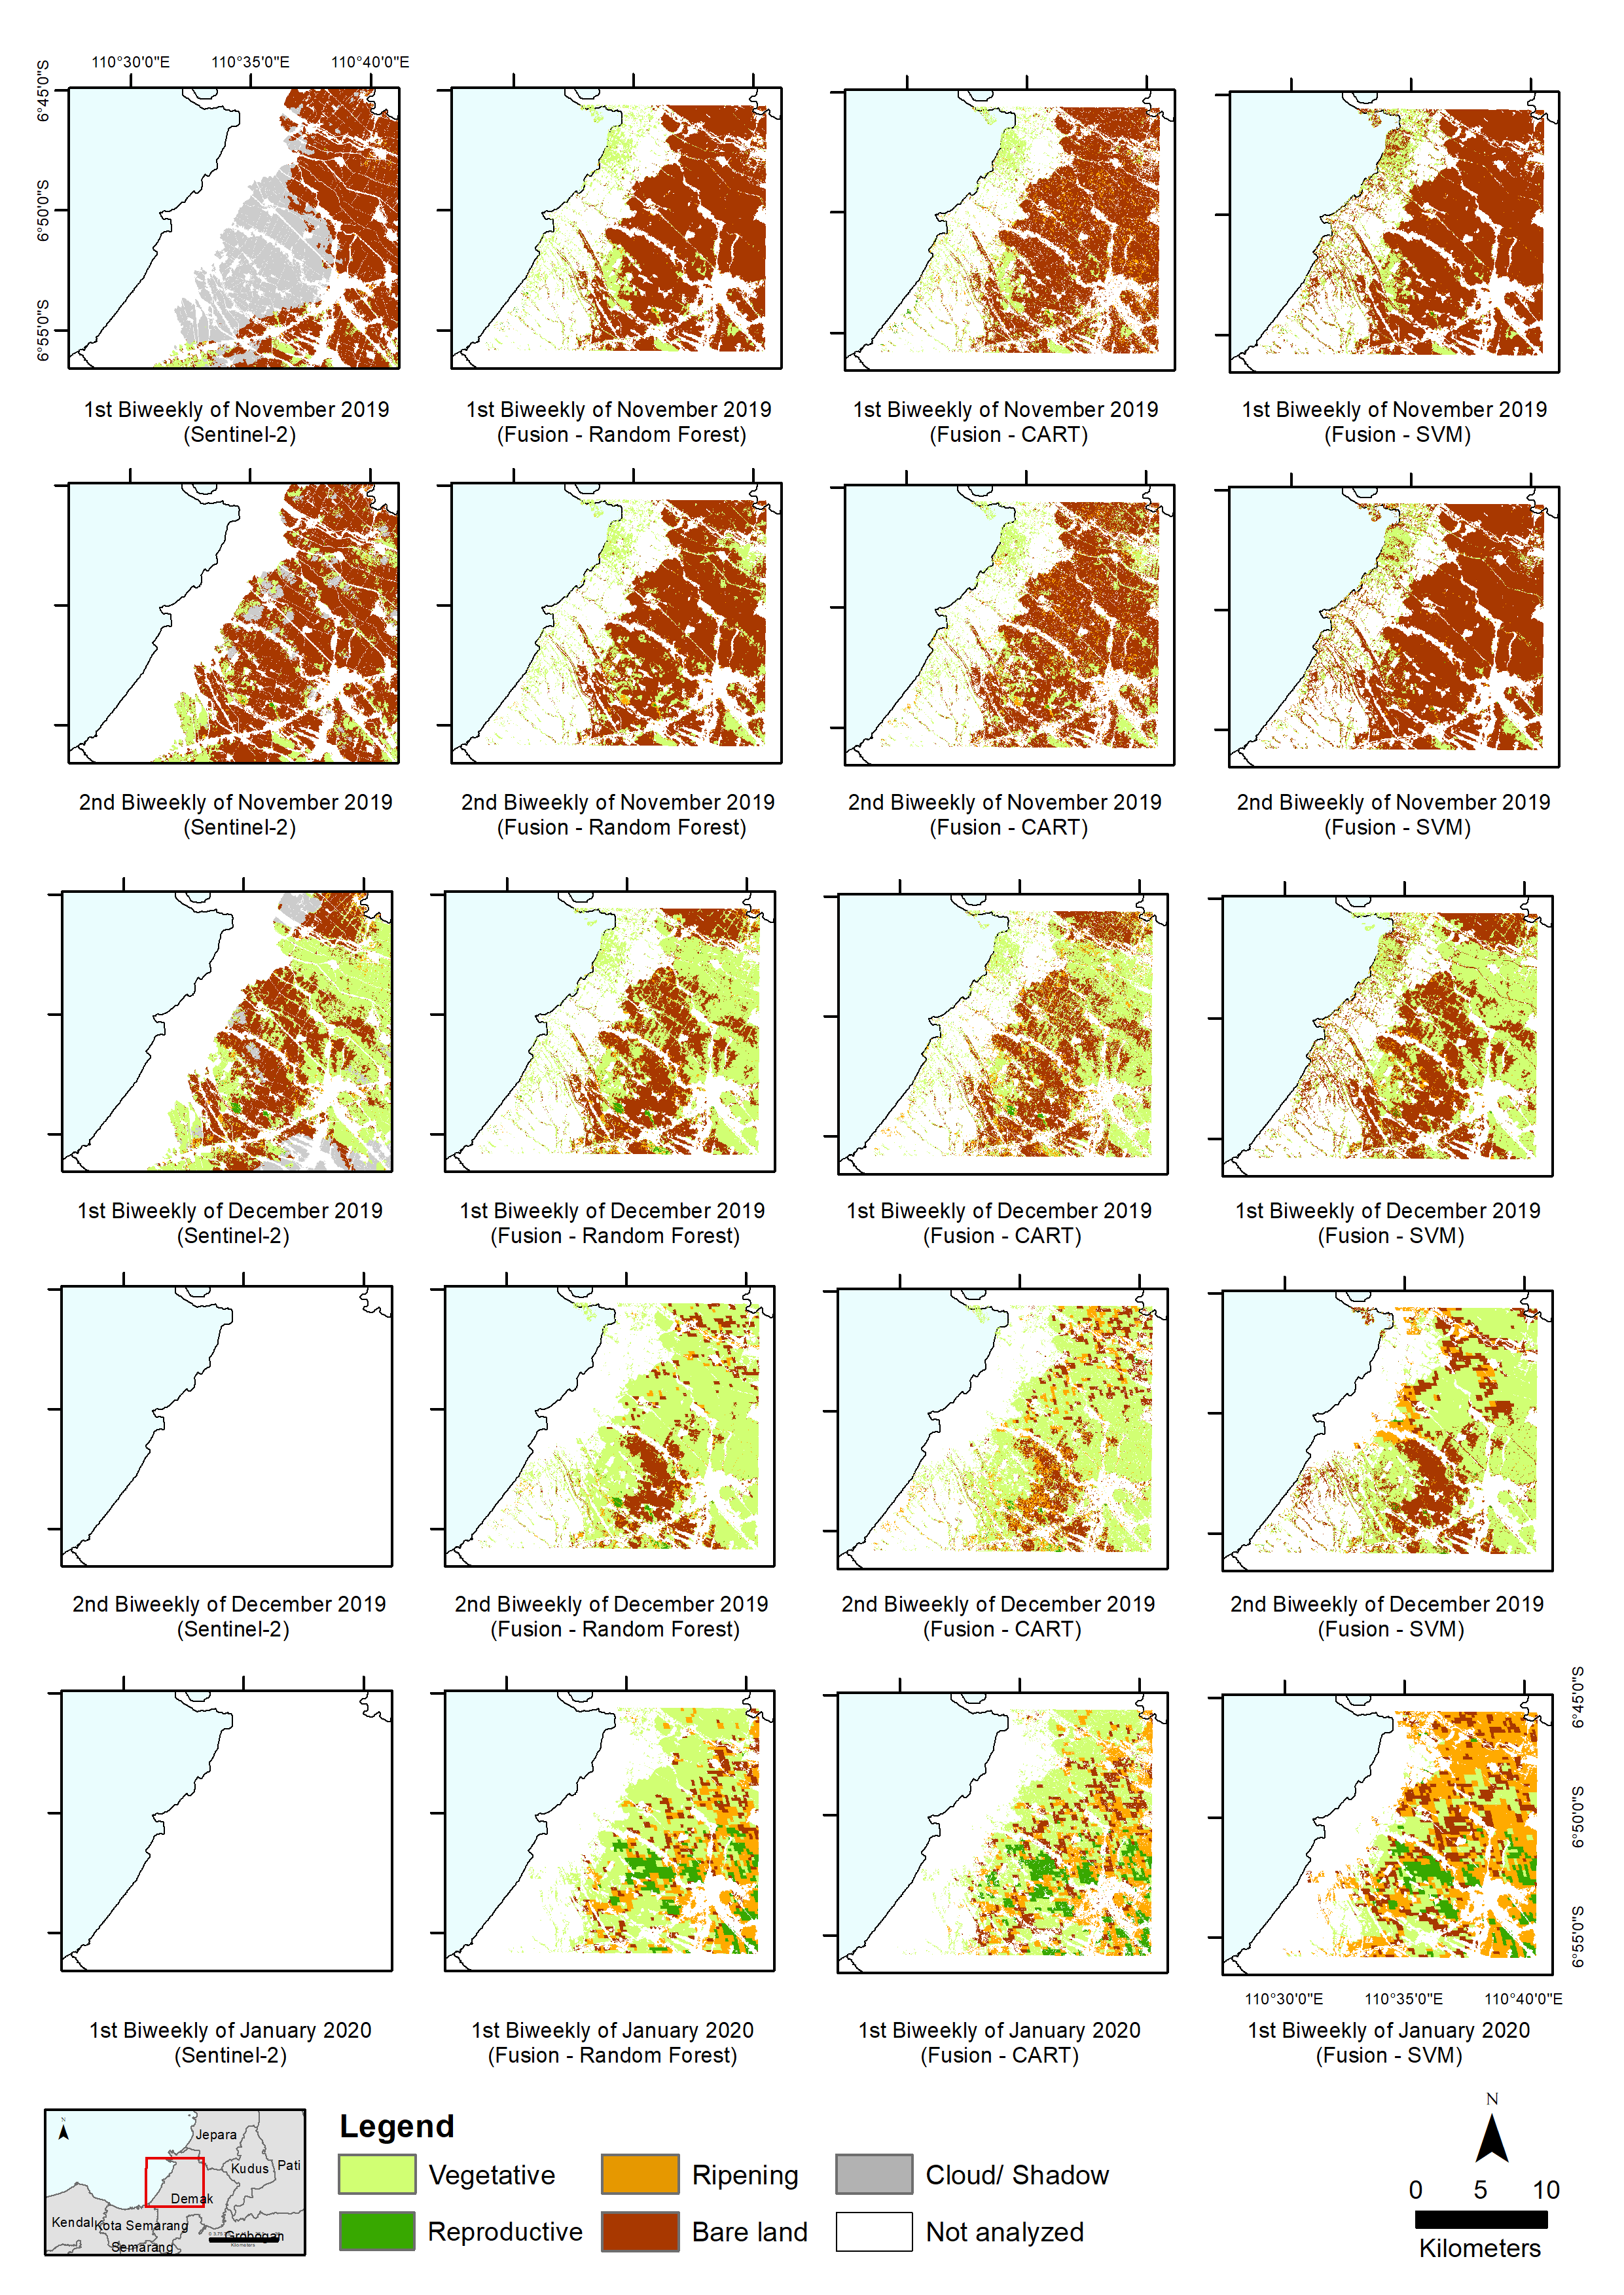 110°30'0"E 110°35'0"E 110°40'0"E
6°45'0"S
6°50'0"S
6°55'0"S
1st Biweekly of November 2019
(Sentinel-2)
1st Biweekly of November 2019
(Fusion - Random Forest)
1st Biweekly of November 2019
(Fusion - CART)
1st Biweekly of November 2019
(Fusion - SVM)
2nd Biweekly of November 2019
(Sentinel-2)
2nd Biweekly of November 2019
(Fusion - Random Forest)
2nd Biweekly of November 2019
(Fusion - CART)
2nd Biweekly of November 2019
(Fusion - SVM)
1st Biweekly of December 2019
(Sentinel-2)
1st Biweekly of December 2019
(Fusion - Random Forest)
1st Biweekly of December 2019
(Fusion - CART)
1st Biweekly of December 2019
(Fusion - SVM)
2nd Biweekly of December 2019
(Sentinel-2)
2nd Biweekly of December 2019
(Fusion - Random Forest)
2nd Biweekly of December 2019
(Fusion - CART)
2nd Biweekly of December 2019
(Fusion - SVM)
6°45'0"S
6°50'0"S
6°55'0"S
110°30'0"E 110°35'0"E 110°40'0"E
1st Biweekly of January 2020
(Sentinel-2)
1st Biweekly of January 2020
(Fusion - Random Forest)
1st Biweekly of January 2020
(Fusion - CART)
1st Biweekly of January 2020
(Fusion - SVM)
N
Jepara
Kudus
Pati
Demak
Kendal
Kota Semarang
Grobogan
Semarang
Kilometers
Legend
Vegetative
Ripening
Cloud/ Shadow
Reproductive
Bare land
Not analyzed
N
0 5 10
Kilometers